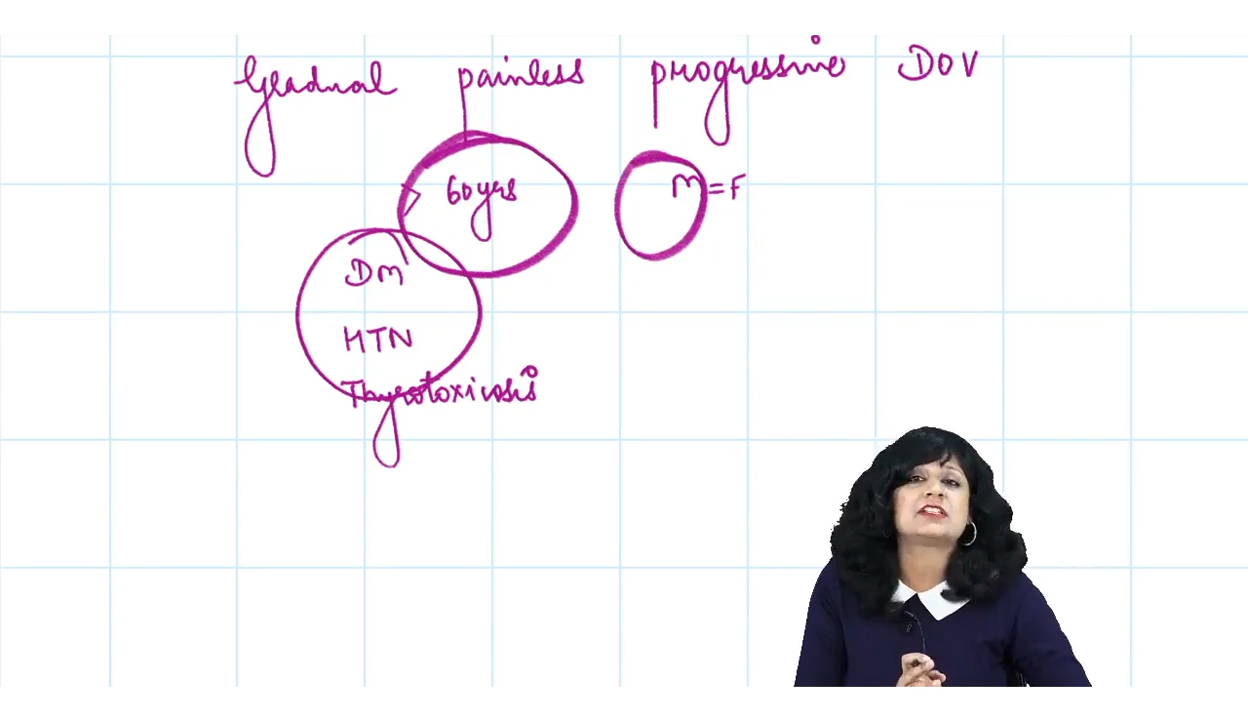 Gradual painless progressive DOV
> 60yrs M = F
DM
HTN
Thyrotoxicosis